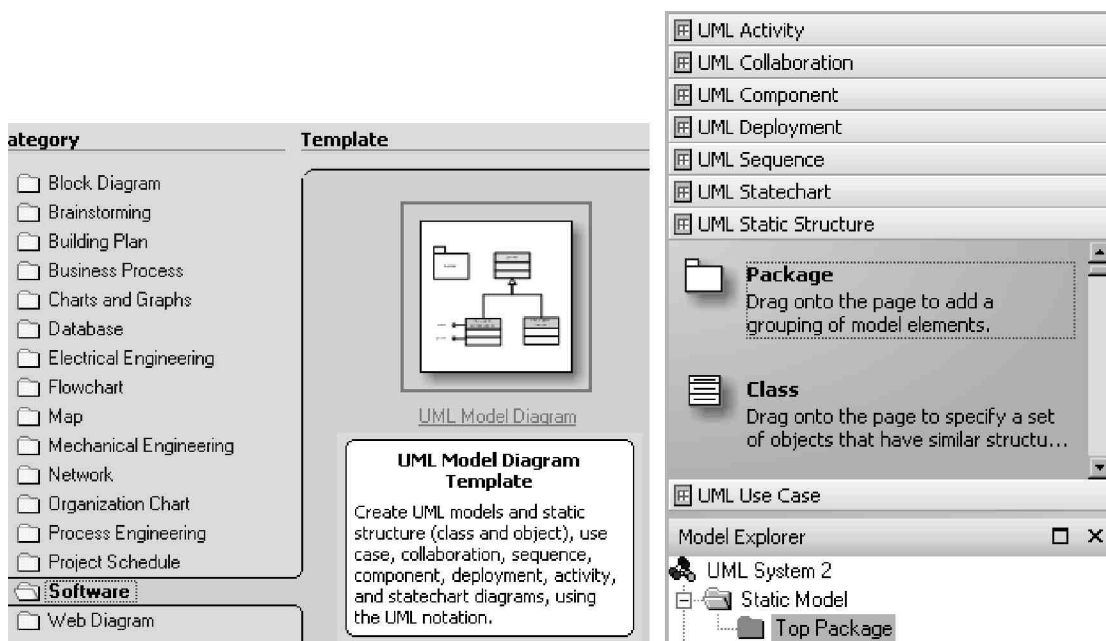 ategory
Block Diagram
Brainstorming
Building Plan
Business Process
Charts and Graphs
Database
Electrical Engineering
Flowchart
Map
Mechanical Engineering
Network
Organization Chart
Process Engineering
Project Schedule
Software
Web Diagram
Template
UML Model Diagram
UML Model Diagram
Template
Create UML models and static
structure (class and object), use
case, collaboration, sequence,
component, deployment, activity,
and statechart diagrams, using
the UML notation.
UML Activity
UML Collaboration
UML Component
UML Deployment
UML Sequence
UML Statechart
UML Static Structure
Package
Drag onto the page to add a
grouping of model elements.
Class
Drag onto the page to specify a set
of objects that have similar structu...
UML Use Case
Model Explorer
UML System 2
Static Model
Top Package